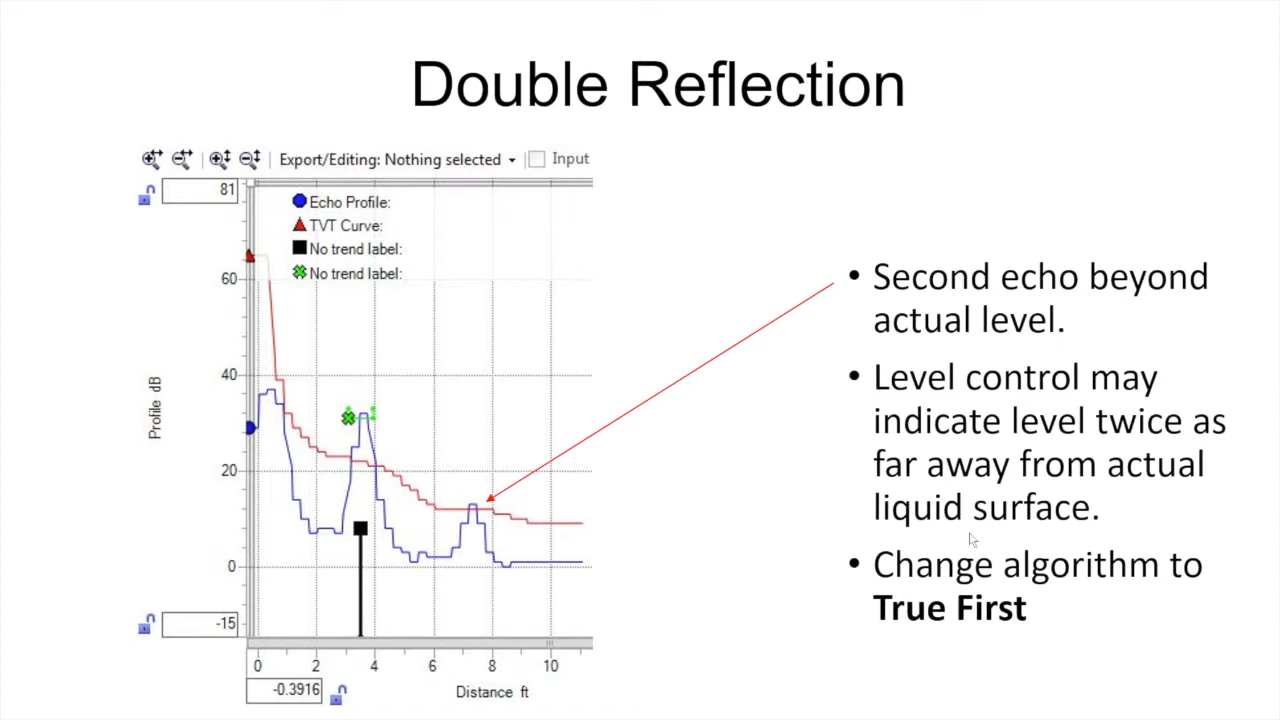 Double Reflection
Export/Editing: Nothing selected
Input
81
Echo Profile:
TVT Curve:
No trend label:
No trend label:
60
40
20
0
-15
Profile dB
0 2 4 6 8 10
-0.3916
Distance ft
• Second echo beyond
actual level.
• Level control may
indicate level twice as
far away from actual
liquid surface.
• Change algorithm to
True First